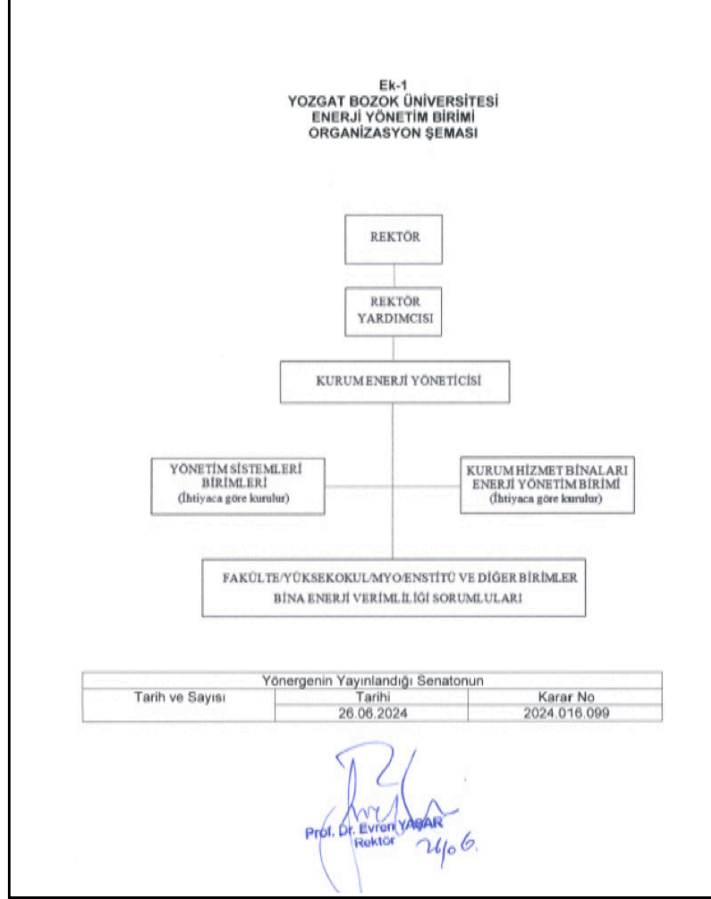 Ek-1
YOZGAT BOZOK ÜNİVERSİTESİ
ENERJİ YÖNETİM BİRİMİ
ORGANİZASYON ŞEMASI
REKTÖR
REKTÖR
YARDIMCISI
KURUM ENERJİ YÖNETİCİSİ
YÖNETİM SİSTEMLERİ
BİRİMLERİ
(İhtiyaca göre kurulur)
KURUM HİZMET BİNALARI
ENERJİ YÖNETİM BİRİMİ
(İhtiyaca göre kurulur)
FAKÜLTE/YÜKSEKOKUL/MYO/ENSTİTÜ VE DİĞER BİRİMLER
BİNA ENERJİ VERİMLİLİĞİ SORUMLULARI
Yönergenin Yayınlandığı Senatonun
Tarih ve Sayısı Tarihi Karar No
26.06.2024 2024.016.099
Prof. Dr. Evren YAŞAR
Rektör
26/06.